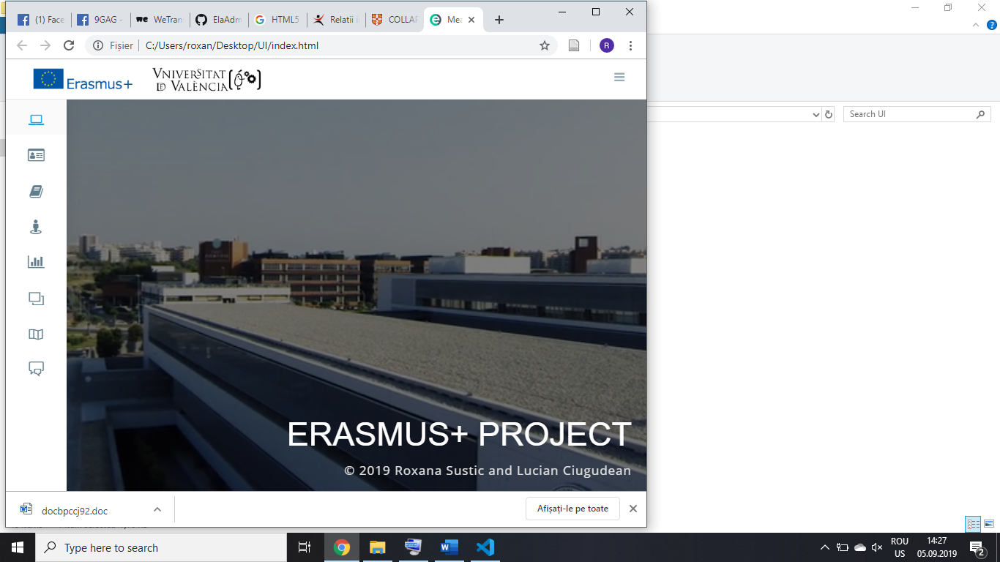 (1) Face
9GAG -
WeTran
ElaAdm
HTML5
Relatii i
COLLAF
Mea
Fișier
C:/Users/roxan/Desktop/UI/index.html
R
Erasmus+
VNIVERSITAT
DE VALÈNCIA
Search UI
ERASMUS+ PROJECT
© 2019 Roxana Sustic and Lucian Ciugudean
docbpccj92.doc
Afișați-le pe toate
Type here to search
ROU
US
14:27
05.09.2019
2